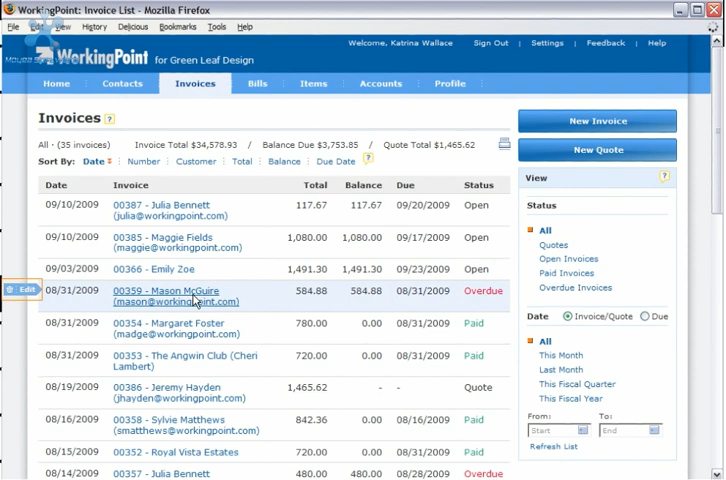 WorkingPoint: Invoice List - Mozilla Firefox
File Edit View History Delicious Bookmarks Tools Help
WorkingPoint for Green Leaf Design
Welcome, Katrina Wallace Sign Out Settings Feedback Help
Home Contacts Invoices Bills Items Accounts Profile
Invoices ?
All - (35 invoices) Invoice Total $34,578.93 / Balance Due $3,753.85 / Quote Total $1,465.62
Sort By: Date Number Customer Total Balance Due Date ?
Date Invoice Total Balance Due Status
09/10/2009 00387 - Julia Bennett 117.67 117.67 09/20/2009 Open
(julia@workingpoint.com)
09/10/2009 00385 - Maggie Fields 1,080.00 1,080.00 09/17/2009 Open
(maggie@workingpoint.com)
09/03/2009 00366 - Emily Zoe 1,491.30 1,491.30 09/23/2009 Open
Edit
08/31/2009 00359 - Mason McGuire 584.88 584.88 08/31/2009 Overdue
(mason@workingpoint.com)
08/31/2009 00354 - Margaret Foster 780.00 0.00 08/31/2009 Paid
(madge@workingpoint.com)
08/31/2009 00353 - The Angwin Club (Cheri 720.00 0.00 08/31/2009 Paid
Lambert)
08/19/2009 00386 - Jeremy Hayden 1,465.62 - - Quote
(jhayden@workingpoint.com)
08/16/2009 00358 - Sylvie Matthews 842.36 0.00 08/16/2009 Paid
(smatthews@workingpoint.com)
08/15/2009 00352 - Royal Vista Estates 720.00 0.00 08/31/2009 Paid
08/14/2009 00357 - Julia Bennett 480.00 480.00 08/28/2009 Overdue
New Invoice
New Quote
View ?
Status
All
Quotes
Open Invoices
Paid Invoices
Overdue Invoices
Date Invoice/Quote Due
All
This Month
Last Month
This Fiscal Quarter
This Fiscal Year
From: To:
Start End
Refresh List